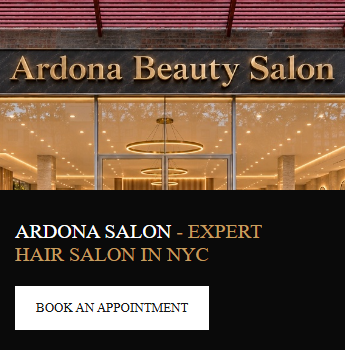 Ardona Beauty Salon
ARDONA SALON - EXPERT
HAIR SALON IN NYC
BOOK AN APPOINTMENT